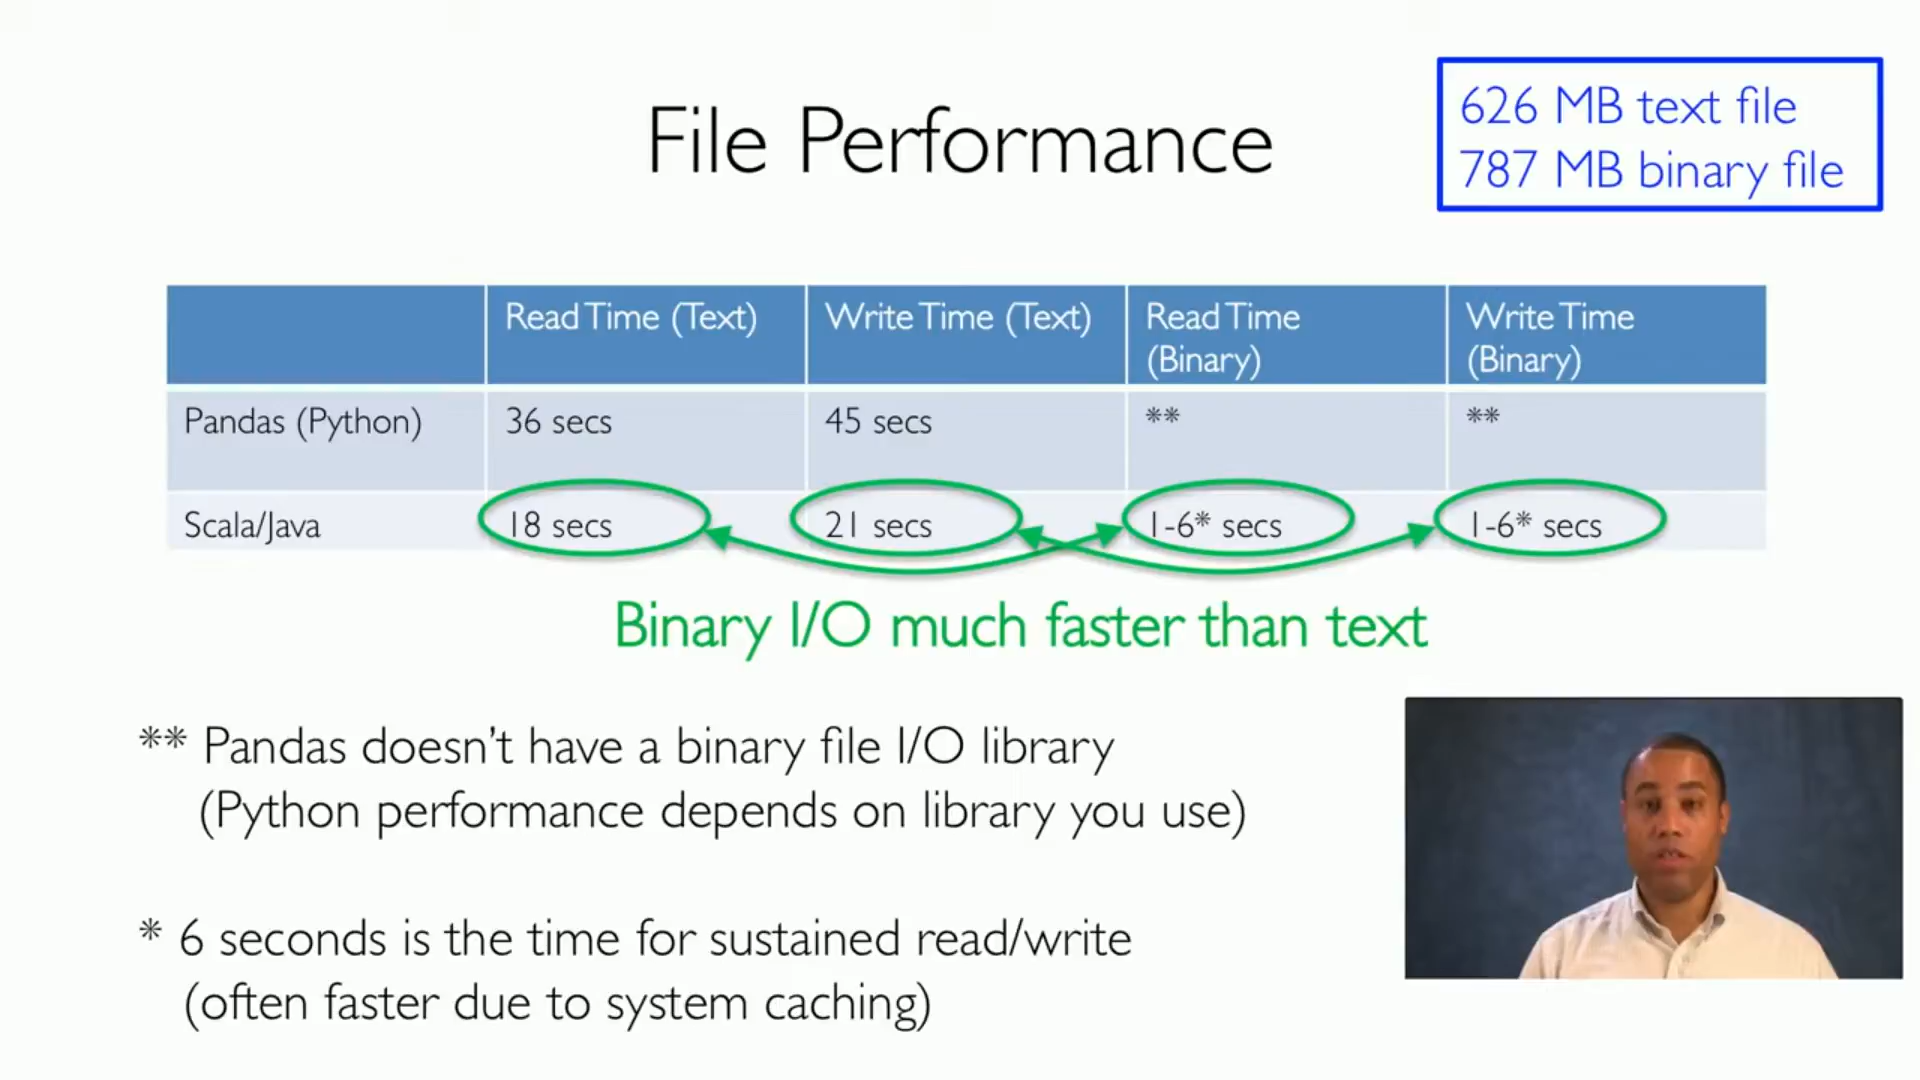 File Performance
626 MB text file
787 MB binary file
Read Time (Text)
Write Time (Text)
Read Time
(Binary)
Write Time
(Binary)
Pandas (Python)
36 secs
45 secs
**
**
Scala/Java
18 secs
21 secs
1-6* secs
1-6* secs
Binary I/O much faster than text
** Pandas doesn't have a binary file I/O library
(Python performance depends on library you use)
* 6 seconds is the time for sustained read/write
(often faster due to system caching)